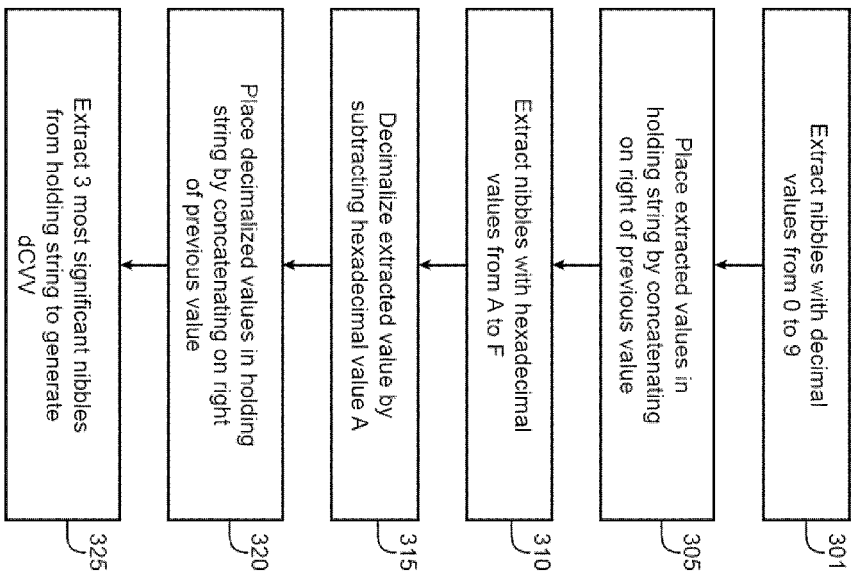 Extract nibbles with decimal
values from 0 to 9
301
Place extracted values in
holding string by concatenating
on right of previous value
305
Extract nibbles with hexadecimal
values from A to F
310
Decimalize extracted value by
subtracting hexadecimal value A
315
Place decimalized values in holding
string by concatenating on right
of previous value
320
Extract 3 most significant nibbles
from holding string to generate
dCVV
325